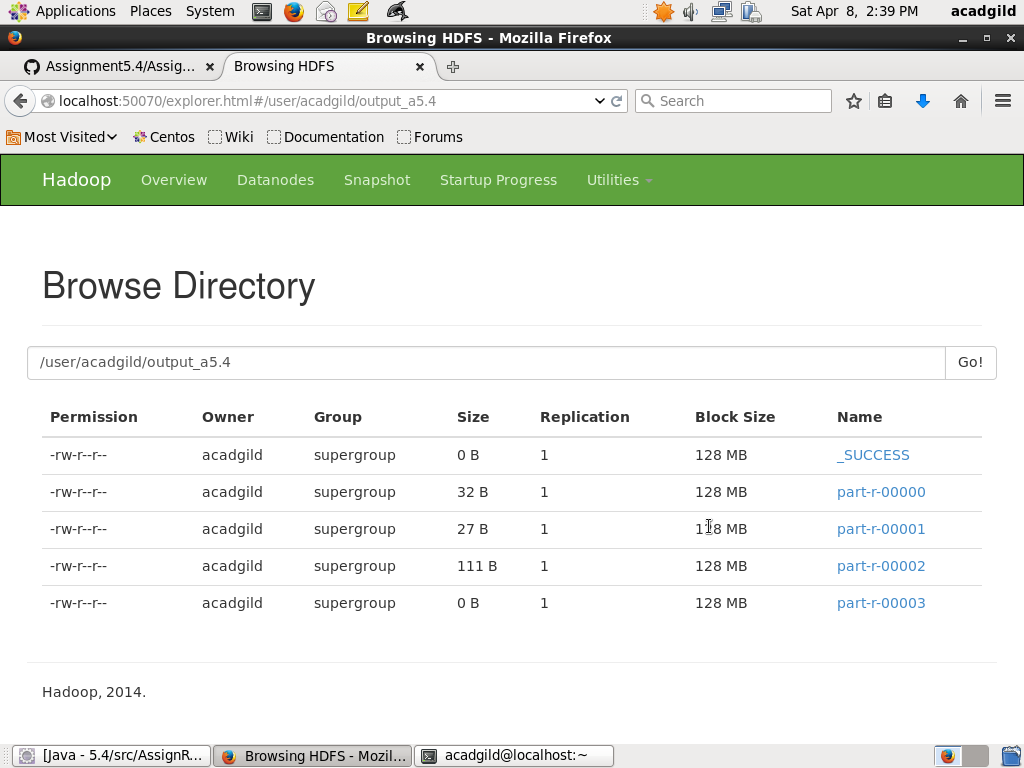 Applications Places System Sat Apr 8, 2:39 PM acadgild
Browsing HDFS - Mozilla Firefox
Assignment5.4/Assig... Browsing HDFS
localhost:50070/explorer.html#/user/acadgild/output_a5.4 Search
Most Visited Centos Wiki Documentation Forums
Hadoop Overview Datanodes Snapshot Startup Progress Utilities
Browse Directory
/user/acadgild/output_a5.4 Go!
Permission Owner Group Size Replication Block Size Name
-rw-r--r-- acadgild supergroup 0 B 1 128 MB _SUCCESS
-rw-r--r-- acadgild supergroup 32 B 1 128 MB part-r-00000
-rw-r--r-- acadgild supergroup 27 B 1 128 MB part-r-00001
-rw-r--r-- acadgild supergroup 111 B 1 128 MB part-r-00002
-rw-r--r-- acadgild supergroup 0 B 1 128 MB part-r-00003
Hadoop, 2014.
[Java - 5.4/src/AssignR... Browsing HDFS - Mozil... acadgild@localhost:~